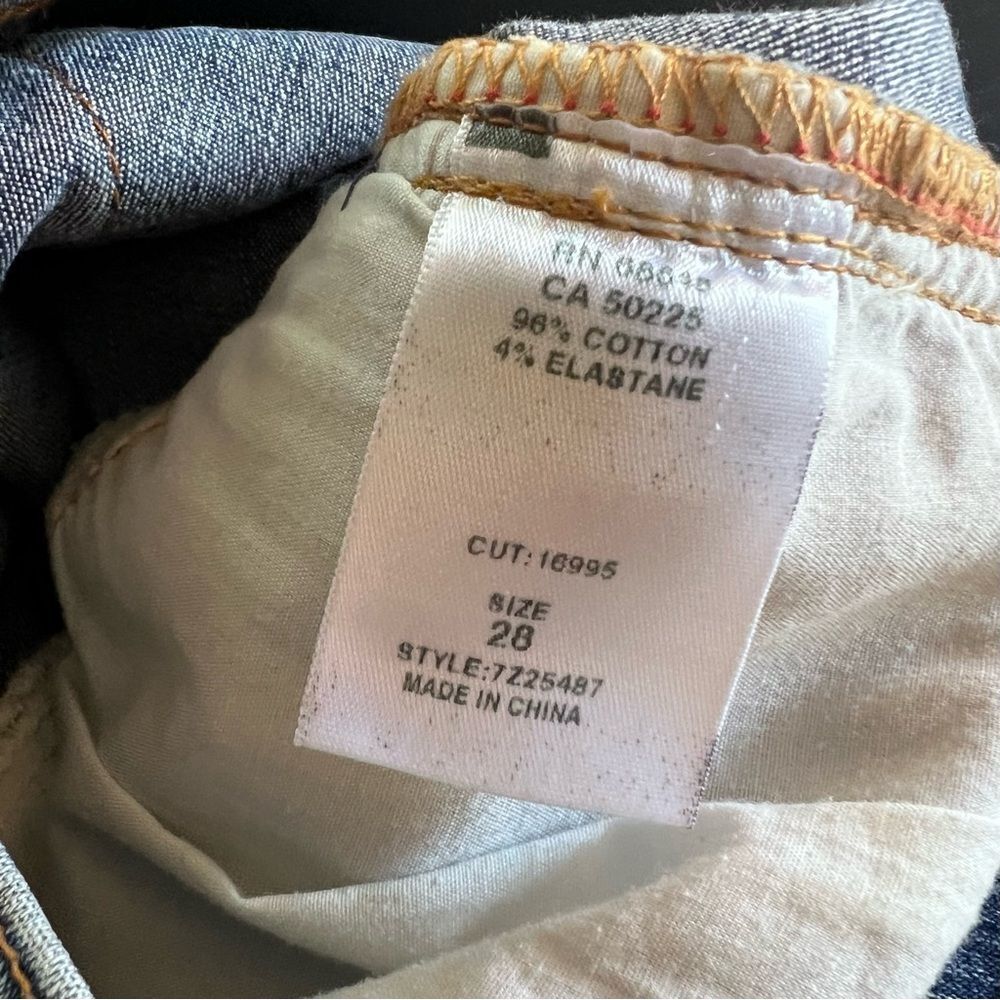 RN
CA 50225
96% COTTON
4% ELASTANE
CUT: 16995
SIZE
28
STYLE:7Z25487
MADE IN CHINA